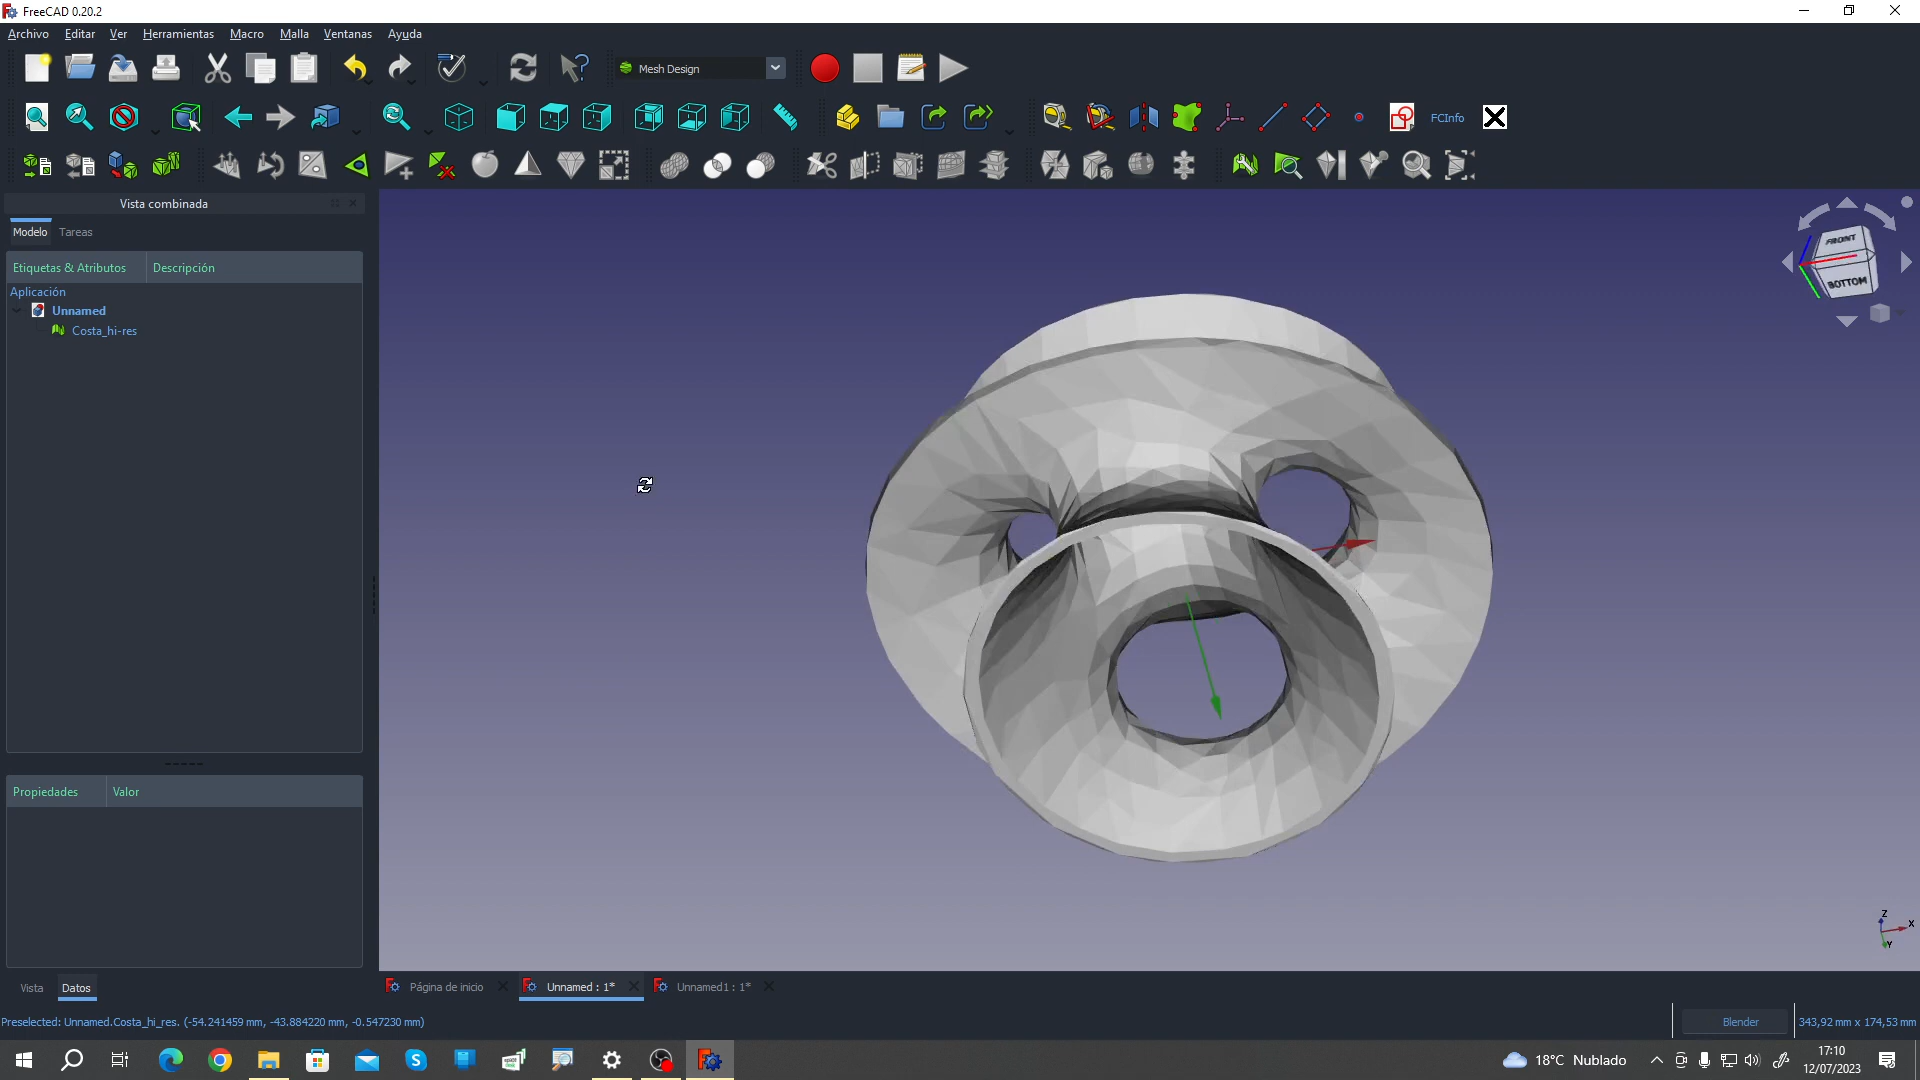 FreeCAD 0.20.2
Archivo Editar Ver Herramientas Macro Malla Ventanas Ayuda
Mesh Design
FCInfo
Vista combinada
Modelo Tareas
Etiquetas & Atributos Descripción
Aplicación
Unnamed
Costa_hi-res
FRONT
BOTTOM
Propiedades Valor
Z
X
Y
Vista Datos
Página de inicio Unnamed : 1* Unnamed1 : 1*
Preselected: Unnamed.Costa_hi_res. (-54.241459 mm, -43.884220 mm, -0.547230 mm)
Blender 343,92 mm x 174,53 mm
18°C Nublado
17:10
12/07/2023